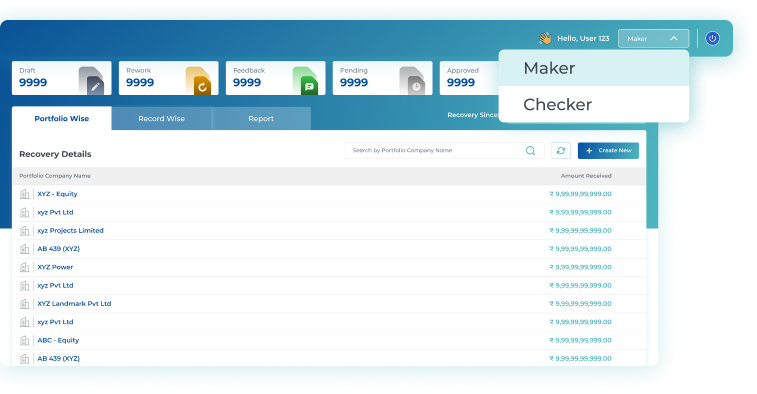 Hello, User 123 Maker
Maker
Checker
Draft
9999
Rework
9999
Feedback
9999
Pending
9999
Approved
9999
Portfolio Wise Record Wise Report Recovery Since:
Recovery Details Search by Portfolio Company Name + Create New
Portfolio Company Name Amount Received
XYZ - Equity ₹ 9,99,99,99,999.00
xyz Pvt Ltd ₹ 9,99,99,99,999.00
xyz Projects Limited ₹ 9,99,99,99,999.00
AB 439 (XYZ) ₹ 9,99,99,99,999.00
XYZ Power ₹ 9,99,99,99,999.00
xyz Pvt Ltd ₹ 9,99,99,99,999.00
XYZ Landmark Pvt Ltd ₹ 9,99,99,99,999.00
xyz Pvt Ltd ₹ 9,99,99,99,999.00
ABC - Equity ₹ 9,99,99,99,999.00
AB 439 (XYZ) ₹ 9,99,99,99,999.00